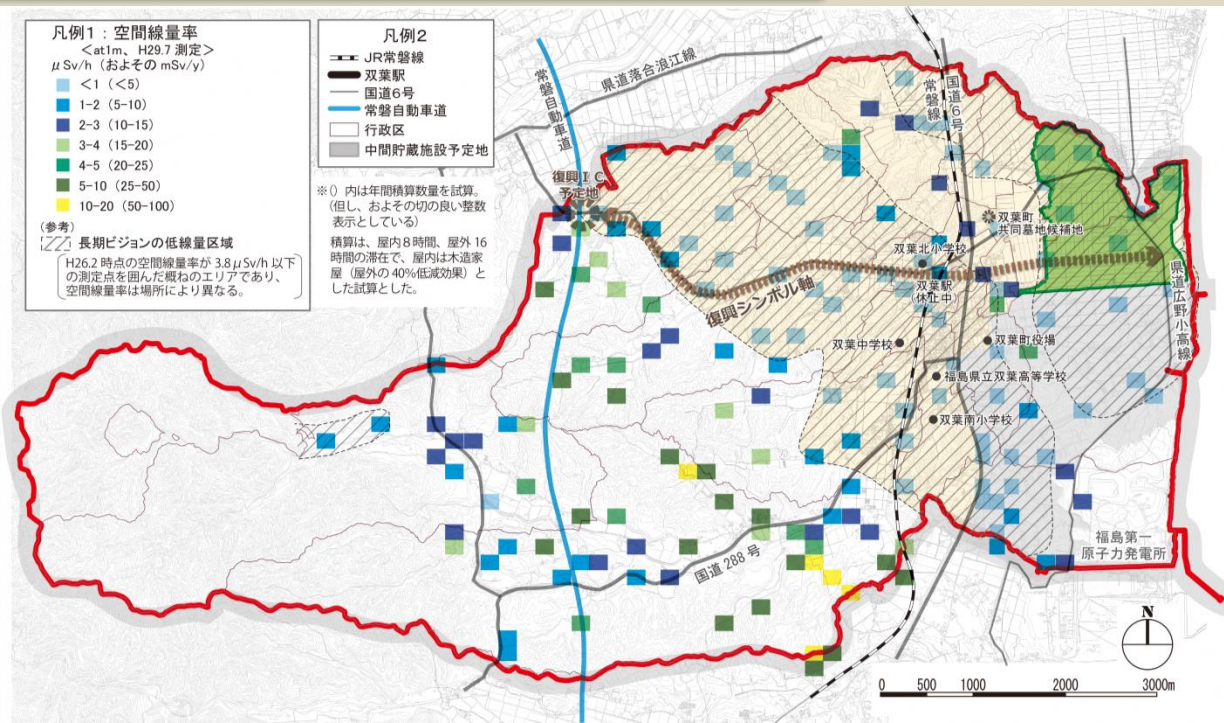 凡例1：空間線量率
＜at1m、H29.7 測定＞
μSv/h（およその mSv/y）
<1（<5）
1-2（5-10）
2-3（10-15）
3-4（15-20）
4-5（20-25）
5-10（25-50）
10-20（50-100）
（参考）
長期ビジョンの低線量区域
H26.2 時点の空間線量率が 3.8μSv/h 以下
の測定点を囲んだ概ねのエリアであり、
空間線量率は場所により異なる。
凡例2
JR常磐線
双葉駅
国道6号
常磐自動車道
行政区
中間貯蔵施設予定地
※（）内は年間積算数量を試算。
（但し、およその切の良い整数
表示としている）
積算は、屋内8時間、屋外16
時間の滞在で、屋内は木造家
屋（屋外の40%低減効果）と
した試算とした。
常磐自動車道
県道落合浪江線
常磐線
国道6号
復興ＩＣ
予定地
双葉町
共同墓地候補地
双葉北小学校
双葉駅
（休止中）
復興シンボル軸
県道広野小高線
双葉中学校
双葉町役場
福島県立双葉高等学校
双葉南小学校
国道288号
福島第一
原子力発電所
N
0 500 1000 2000 3000m